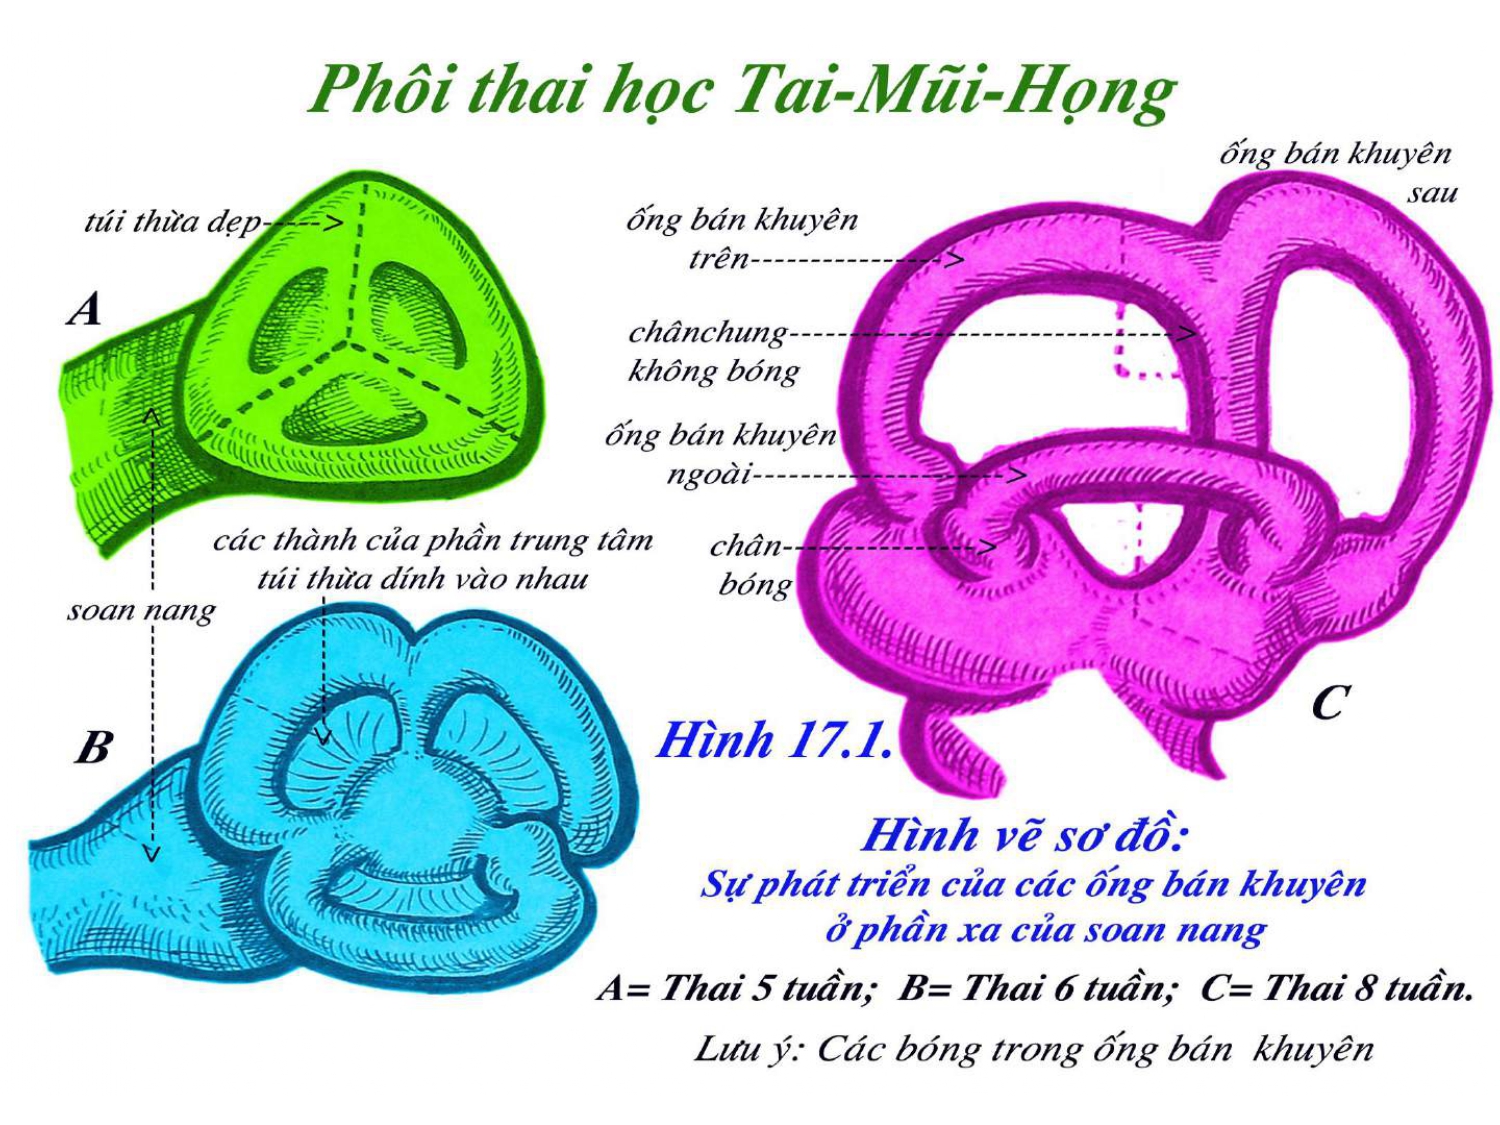 Phôi thai học Tai-Mũi-Họng
ống bán khuyên
sau
túi thừa dẹp
ống bán khuyên
trên
A
chânchung
không bóng
ống bán khuyên
ngoài
các thành của phần trung tâm
túi thừa dính vào nhau
chân
bóng
soan nang
B
C
Hình 17.1.
Hình vẽ sơ đồ:
Sự phát triển của các ống bán khuyên
ở phần xa của soan nang
A= Thai 5 tuần; B= Thai 6 tuần; C= Thai 8 tuần.
Lưu ý: Các bóng trong ống bán khuyên